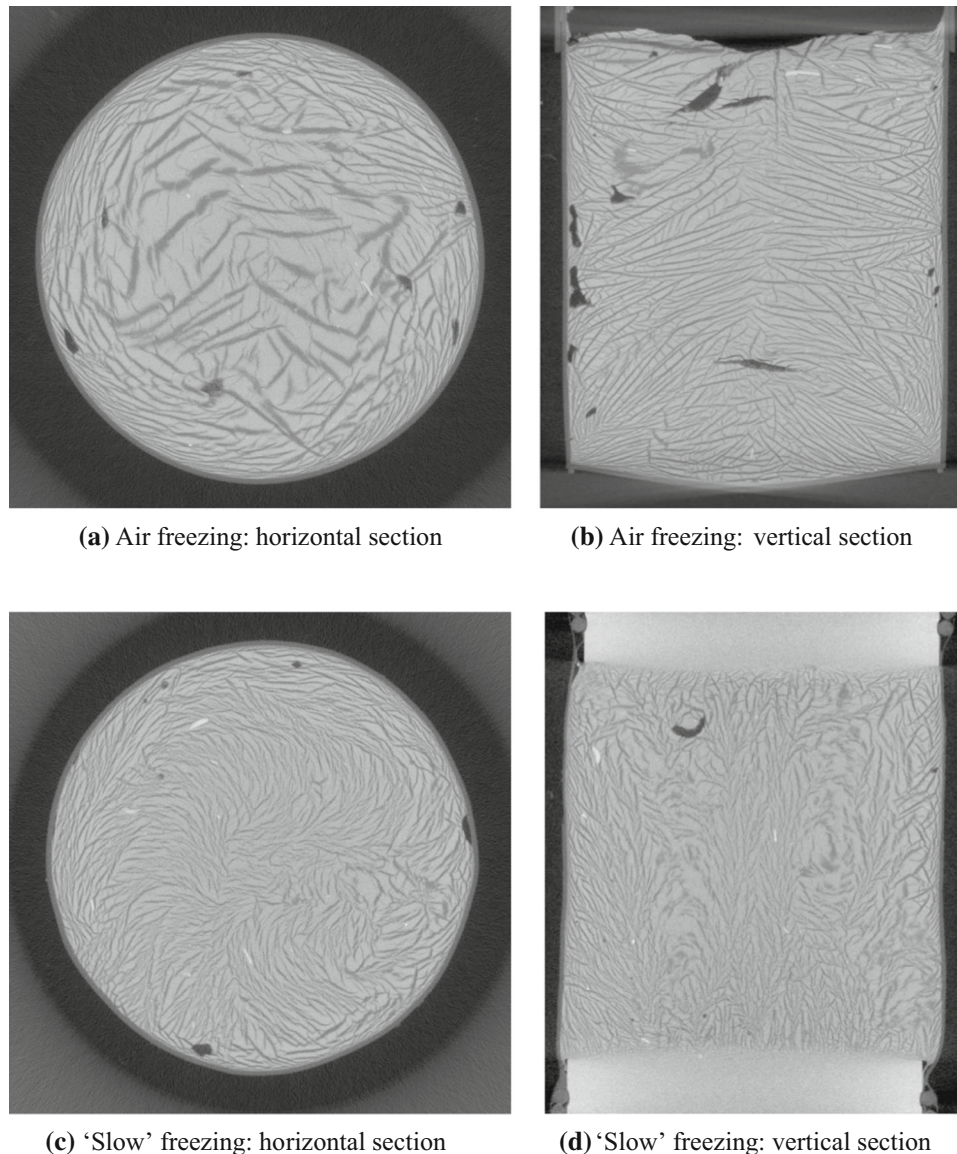 (a) Air freezing: horizontal section
(b) Air freezing: vertical section
(c) ‘Slow’ freezing: horizontal section
(d) ‘Slow’ freezing: vertical section